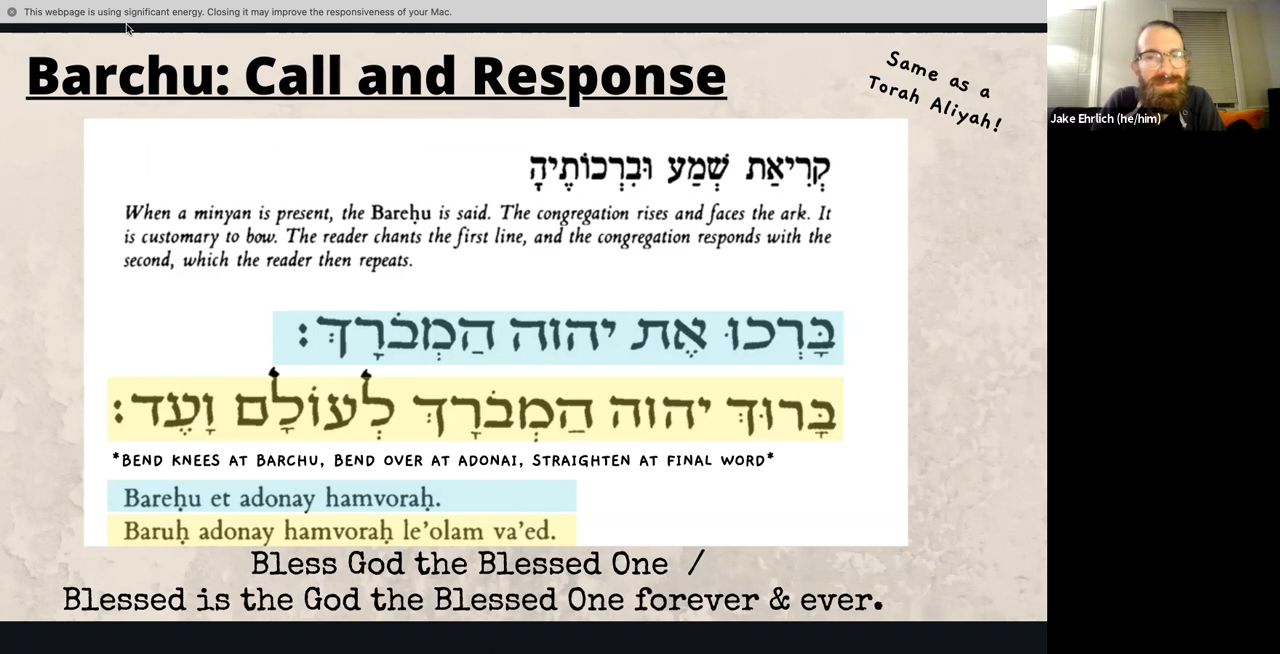 This webpage is using significant energy. Closing it may improve the responsiveness of your Mac.
Barchu: Call and Response
Same as a
Torah Aliyah!
Jake Ehrlich (he/him)
קְרִיאַת שְׁמַע וּבִרְכוֹתֶיהָ
When a minyan is present, the Bareḥu is said. The congregation rises and faces the ark. It
is customary to bow. The reader chants the first line, and the congregation responds with the
second, which the reader then repeats.
בָּרְכוּ אֶת יהוה הַמְבֹרָךְ:
בָּרוּךְ יהוה הַמְבֹרָךְ לְעוֹלָם וָעֶד:
*BEND KNEES AT BARCHU, BEND OVER AT ADONAI, STRAIGHTEN AT FINAL WORD*
Bareḥu et adonay hamvoraḥ.
Baruḥ adonay hamvoraḥ le'olam va'ed.
Bless God the Blessed One /
Blessed is the God the Blessed One forever & ever.